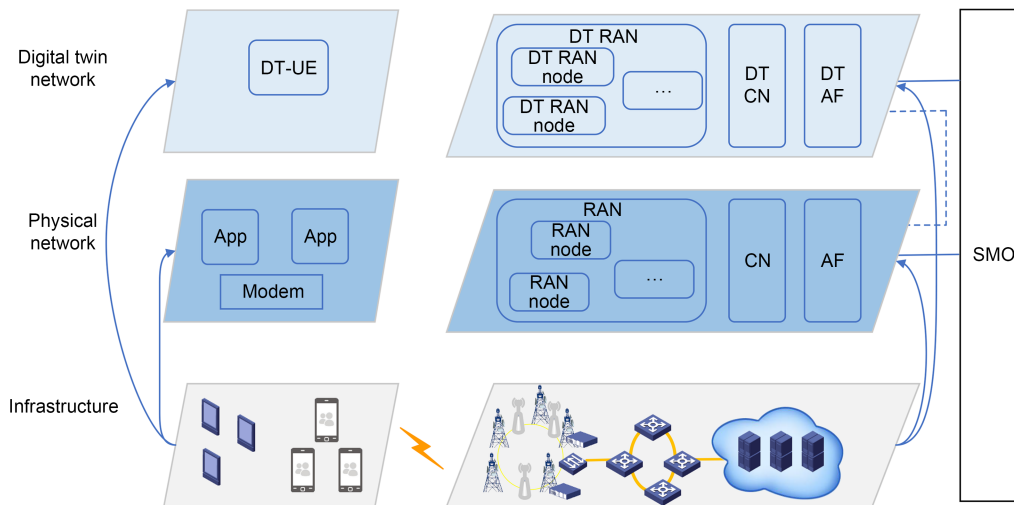 Digital twin
network
DT-UE
DT RAN
DT RAN
node
DT RAN
node
...
DT
CN
DT
AF
Physical
network
App
App
Modem
RAN
RAN
node
RAN
node
...
CN
AF
SMO
Infrastructure